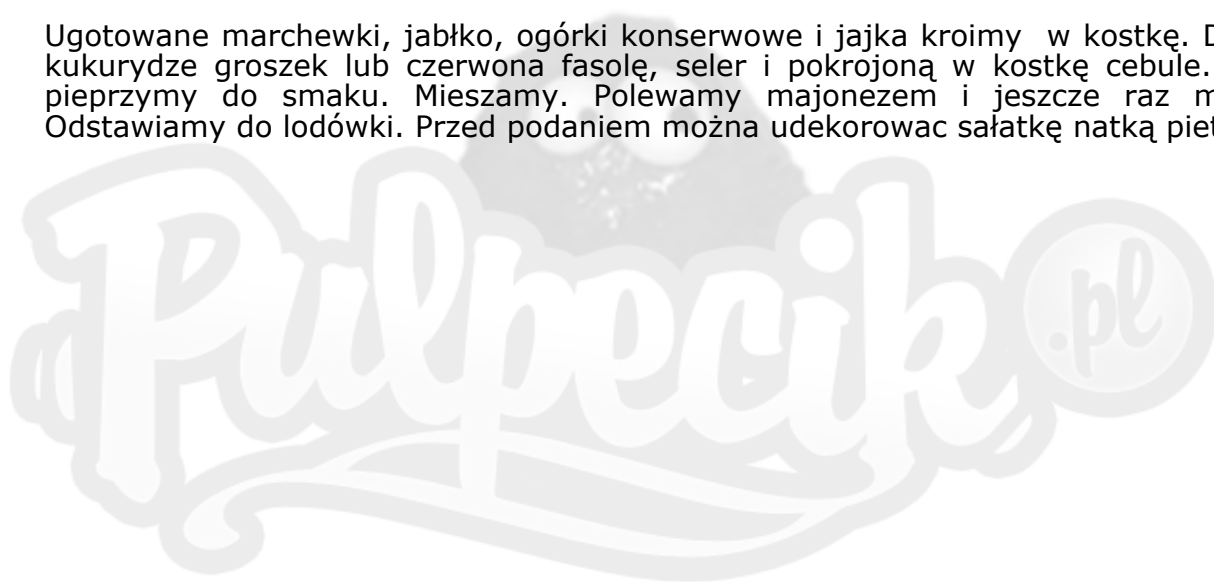 Ugotowane marchewki, jabłko, ogórki konserwowe i jajka kroimy w kostkę.
kukurydze groszek lub czerwona fasolę, seler i pokrojoną w kostkę cebule.
pieprzymy do smaku. Mieszamy. Polewamy majonezem i jeszcze raz
Odstawiamy do lodówki. Przed podaniem można udekorowac sałatkę natką
Pulpecik.pl